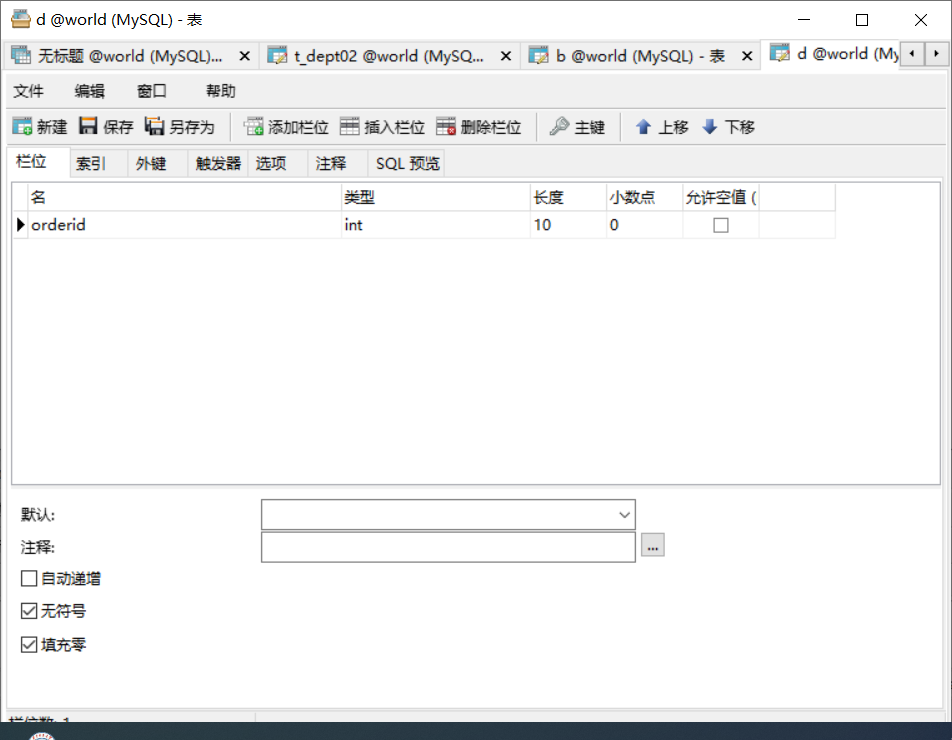 d @world (MySQL) - 表
无标题 @world (MySQL)... t_dept02 @world (MySQ... b @world (MySQL) - 表 d @world (My
文件 编辑 窗口 帮助
新建 保存 另存为 添加栏位 插入栏位 删除栏位 主键 上移 下移
栏位 索引 外键 触发器 选项 注释 SQL 预览
名 类型 长度 小数点 允许空值 (
orderid int 10 0
默认:
注释: ...
自动递增
无符号
填充零
栏位数: 1